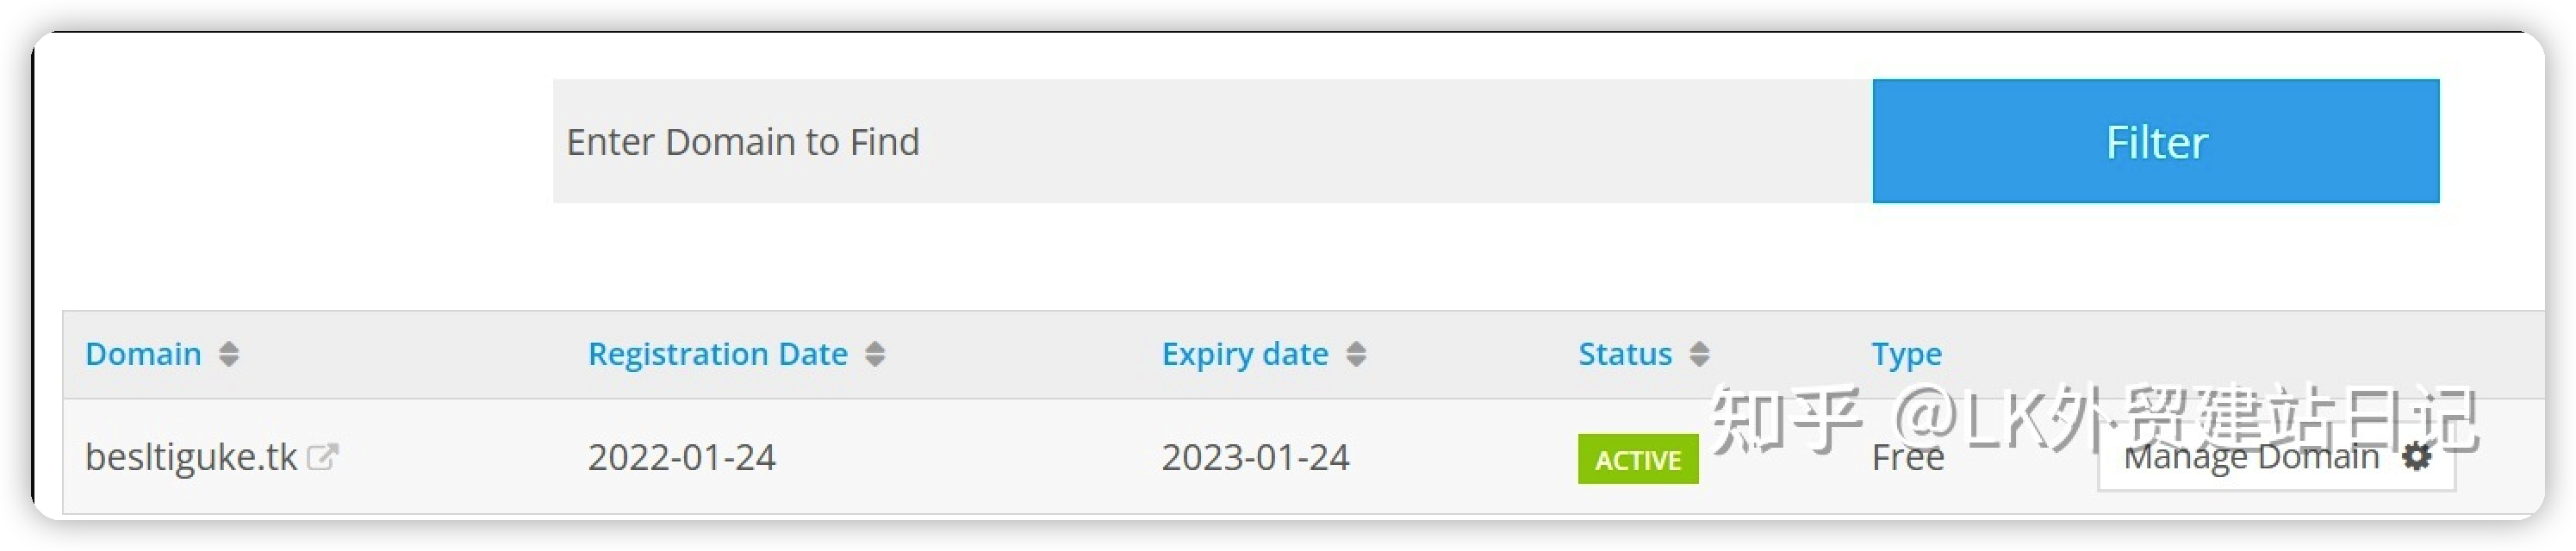 Enter Domain to Find
Filter
Domain Registration Date Expiry date Status Type
besltiguke.tk 2022-01-24 2023-01-24 ACTIVE Free Manage Domain
知乎 @LK外贸建站日记